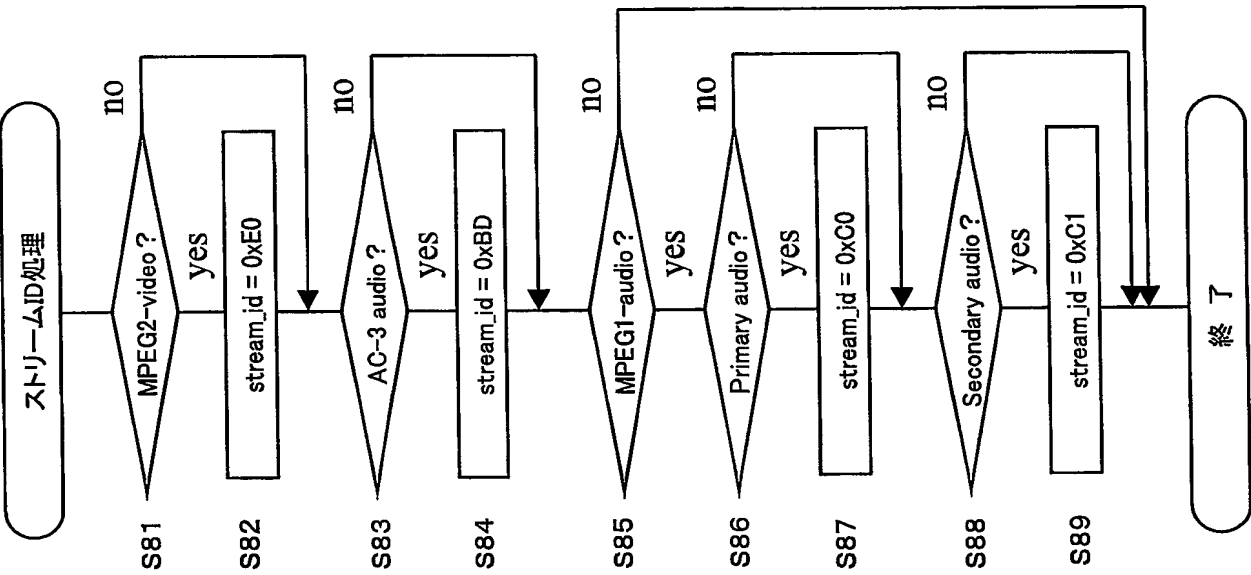 ストリームID処理
S81
MPEG2-video?
no
yes
S82
stream_id = 0xE0
S83
AC-3 audio?
no
yes
S84
stream_id = 0xBD
S85
MPEG1-audio?
no
yes
S86
Primary audio?
no
yes
S87
stream_id = 0xC0
S88
Secondary audio?
no
yes
S89
stream_id = 0xC1
終 了